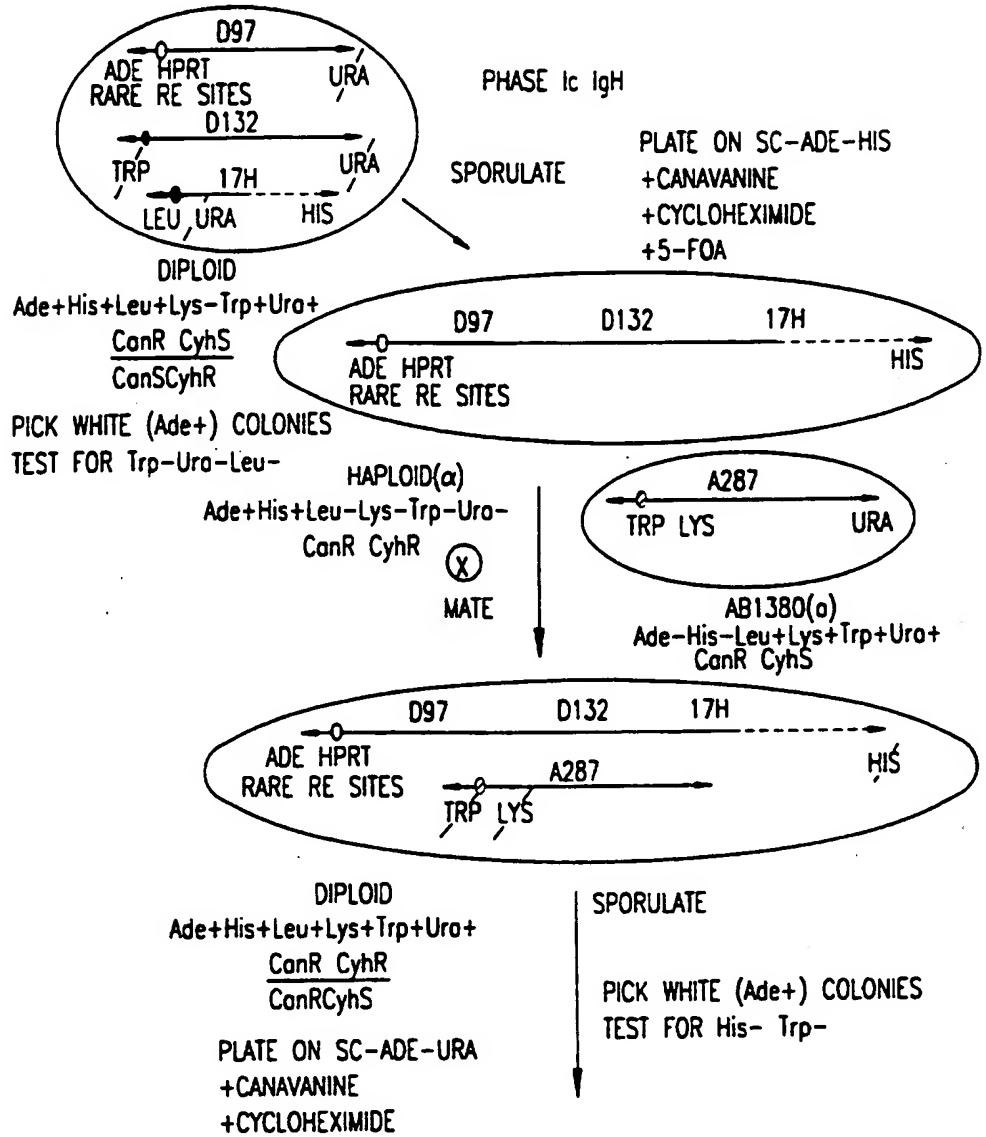 D97
ADE HPRT
RARE RE SITES
URA
D132
TRP
URA
17H
LEU URA
HIS
DIPLOID
Ade+His+Leu+Lys-Trp+Ura+
CanR CyhS
CanSCyhR
PICK WHITE (Ade+) COLONIES
TEST FOR Trp-Ura-Leu-
PHASE Ic IgH
SPORULATE
PLATE ON SC-ADE-HIS
+CANAVANINE
+CYCLOHEXIMIDE
+5-FOA
D97 D132 17H
ADE HPRT
RARE RE SITES
HIS
HAPLOID(α)
Ade+His+Leu-Lys-Trp-Ura-
CanR CyhR
X
MATE
A287
TRP LYS
URA
AB1380(a)
Ade-His-Leu+Lys+Trp+Ura+
CanR CyhS
D97 D132 17H
ADE HPRT
RARE RE SITES
HIS
A287
TRP LYS
DIPLOID
Ade+His+Leu+Lys+Trp+Ura+
CanR CyhR
CanRCyhS
PLATE ON SC-ADE-URA
+CANAVANINE
+CYCLOHEXIMIDE
SPORULATE
PICK WHITE (Ade+) COLONIES
TEST FOR His- Trp-